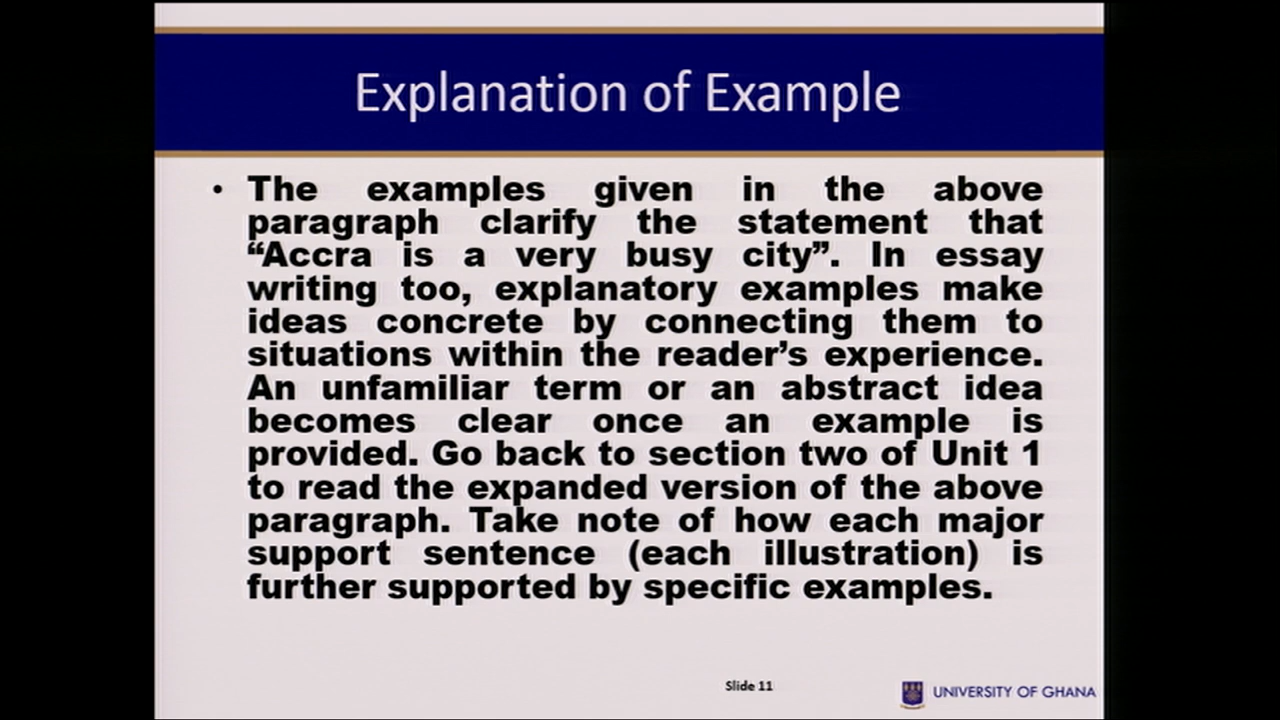 Explanation of Example
• The examples given in the above
paragraph clarify the statement that
“Accra is a very busy city”. In essay
writing too, explanatory examples make
ideas concrete by connecting them to
situations within the reader’s experience.
An unfamiliar term or an abstract idea
becomes clear once an example is
provided. Go back to section two of Unit 1
to read the expanded version of the above
paragraph. Take note of how each major
support sentence (each illustration) is
further supported by specific examples.
Slide 11
UNIVERSITY OF GHANA